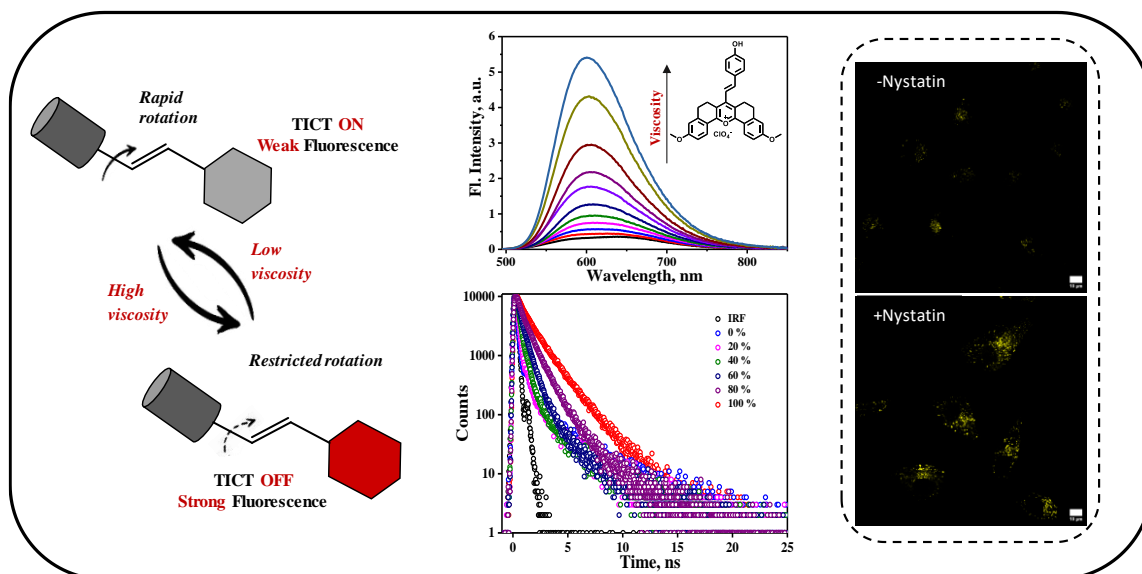 Rapid
rotation
TICT ON
Weak Fluorescence
Low
viscosity
High
viscosity
Restricted rotation
TICT OFF
Strong Fluorescence
6
5
4
3
2
1
0
Fl. Intensity, a.u.
500
600
700
800
Wavelength, nm
Viscosity
OH
O+
O
O
ClO4-
10000
1000
100
10
1
Counts
0
5
10
15
20
25
Time, ns
IRF
0 %
20 %
40 %
60 %
80 %
100 %
-Nystatin
+Nystatin